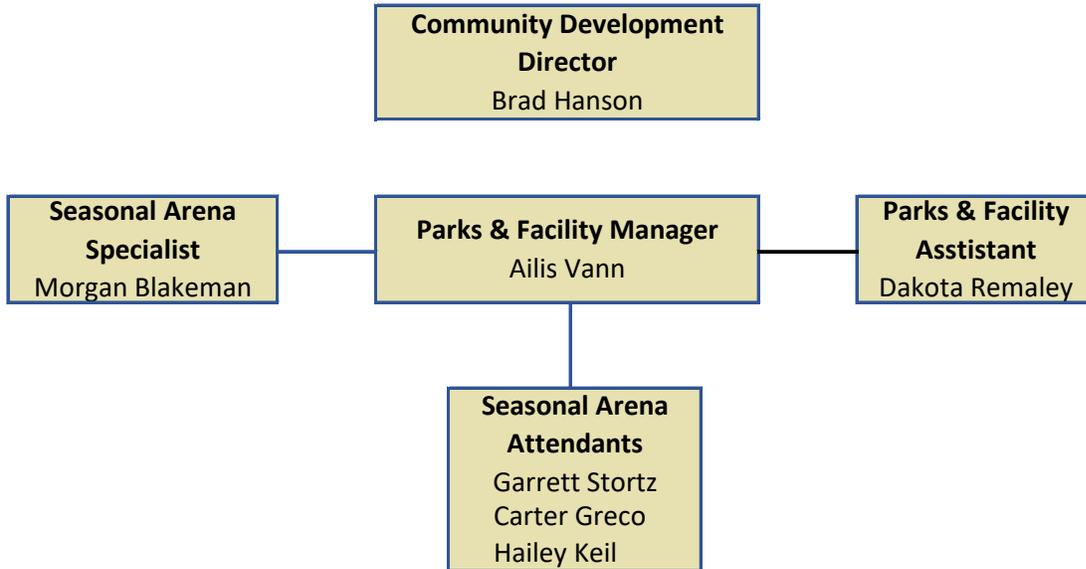 Community Development
Director
Brad Hanson
Seasonal Arena
Specialist
Morgan Blakeman
Parks & Facility Manager
Ailis Vann
Parks & Facility
Asstistant
Dakota Remaley
Seasonal Arena
Attendants
Garrett Stortz
Carter Greco
Hailey Keil